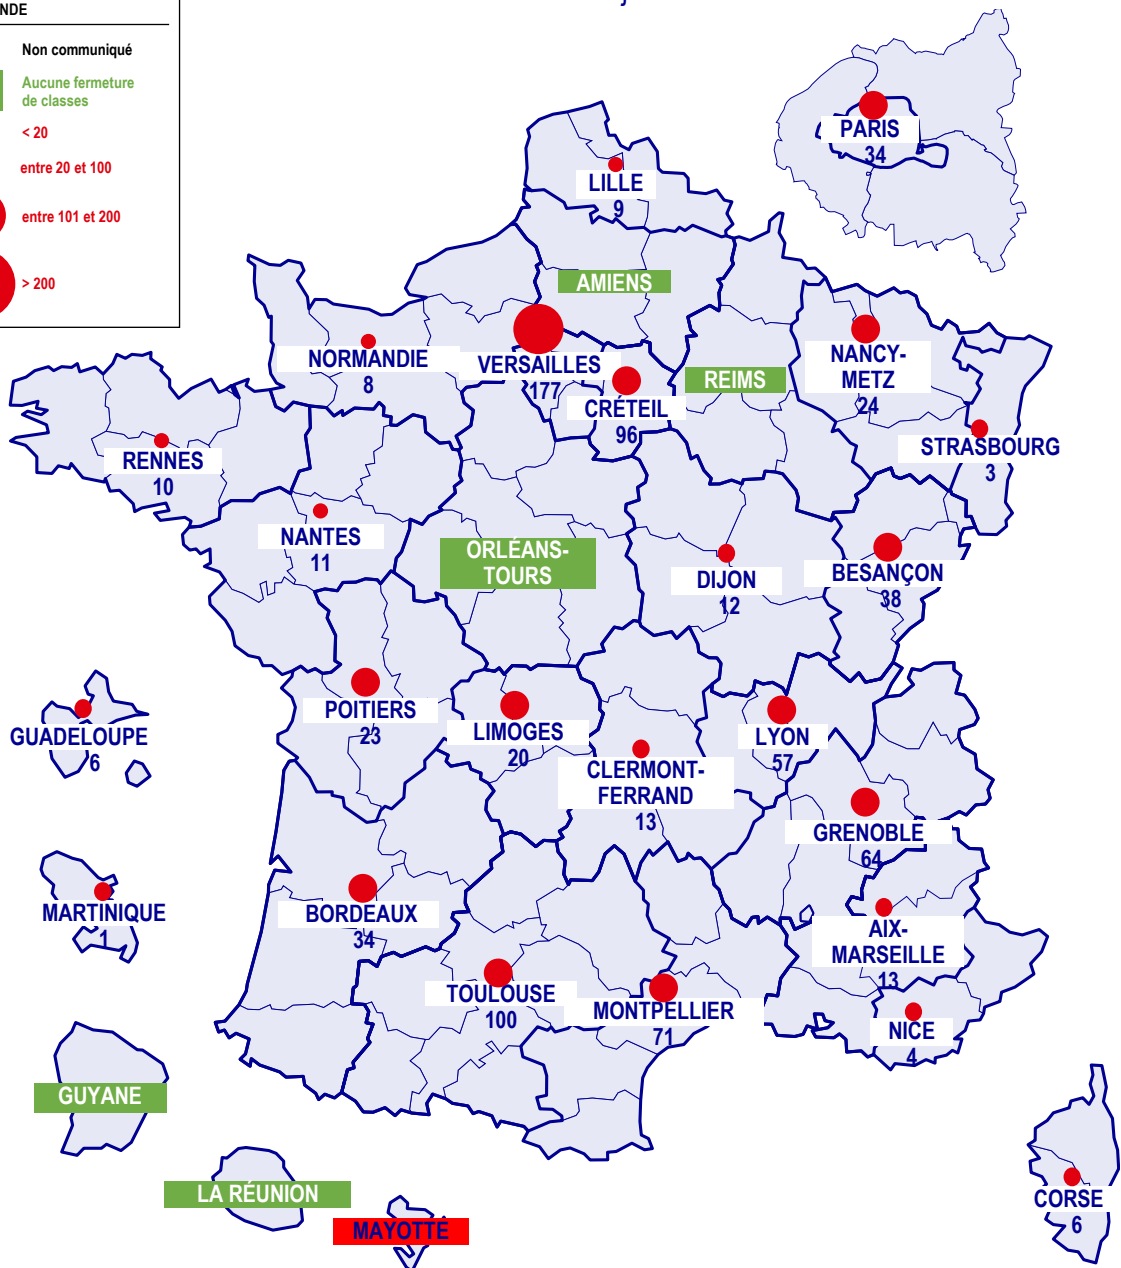 NDE
Non communiqué
Aucune fermeture
de classes
< 20
entre 20 et 100
entre 101 et 200
> 200
PARIS
34
LILLE
9
AMIENS
NORMANDIE
8
VERSAILLES
177
CRÉTEIL
96
REIMS
NANCY-
METZ
24
STRASBOURG
3
RENNES
10
NANTES
11
ORLÉANS-
TOURS
DIJON
12
BESANÇON
38
POITIERS
23
LIMOGES
20
CLERMONT-
FERRAND
13
LYON
57
GRENOBLE
64
GUADELOUPE
6
MARTINIQUE
1
BORDEAUX
34
TOULOUSE
100
MONTPELLIER
71
AIX-
MARSEILLE
13
NICE
4
GUYANE
LA RÉUNION
MAYOTTE
CORSE
6